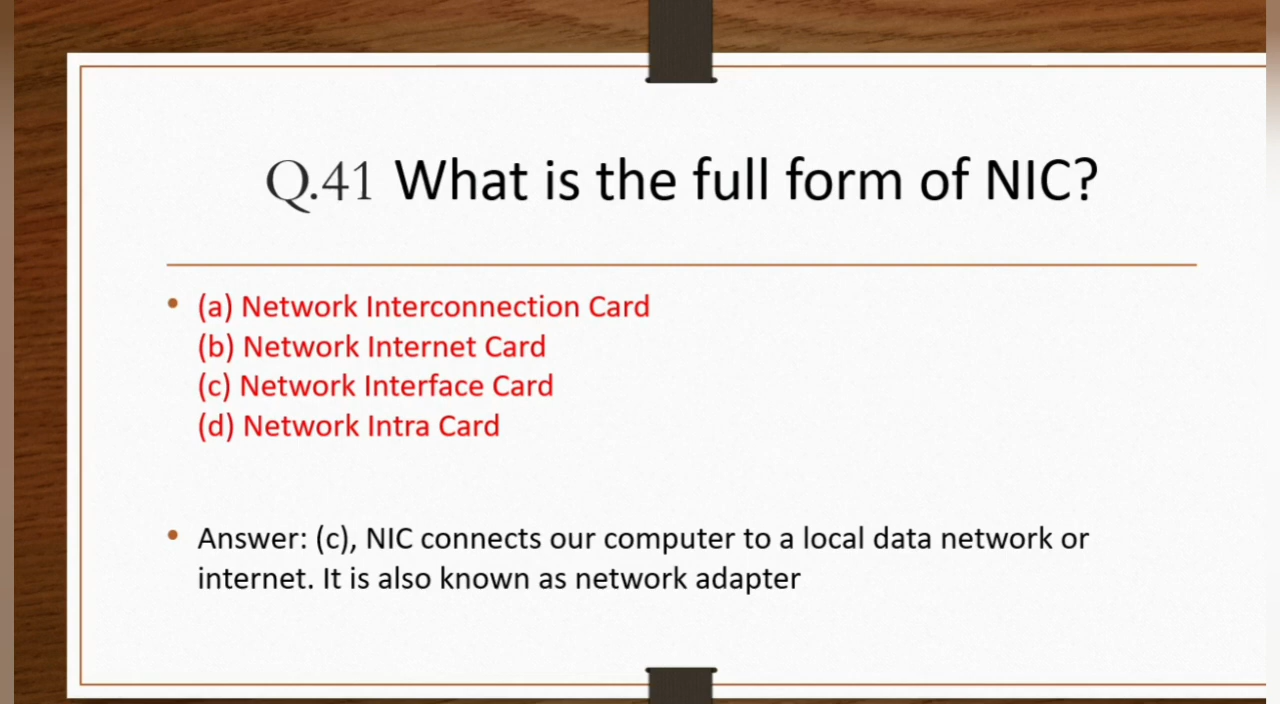 Q.41 What is the full form of NIC?
• (a) Network Interconnection Card
(b) Network Internet Card
(c) Network Interface Card
(d) Network Intra Card
• Answer: (c), NIC connects our computer to a local data network or
internet. It is also known as network adapter